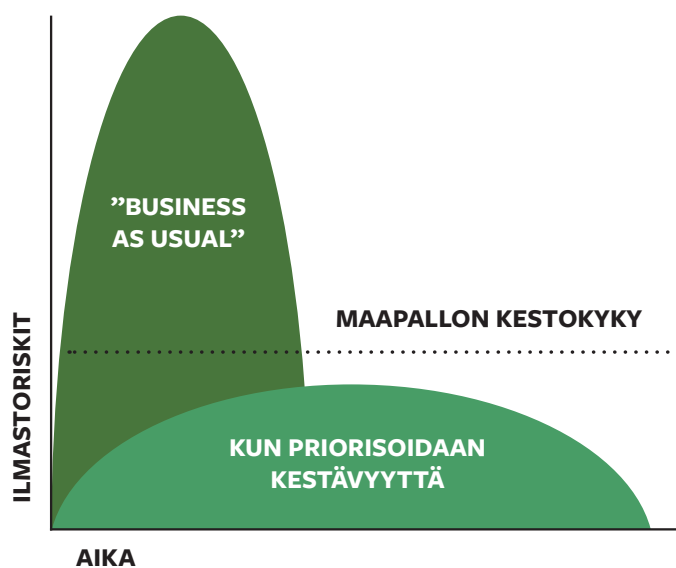 ”BUSINESS
AS USUAL”
MAAPALLON KESTOKYKY
ILMASTORISKIT
KUN PRIORISOIDAAN
KESTÄVYYTTÄ
AIKA